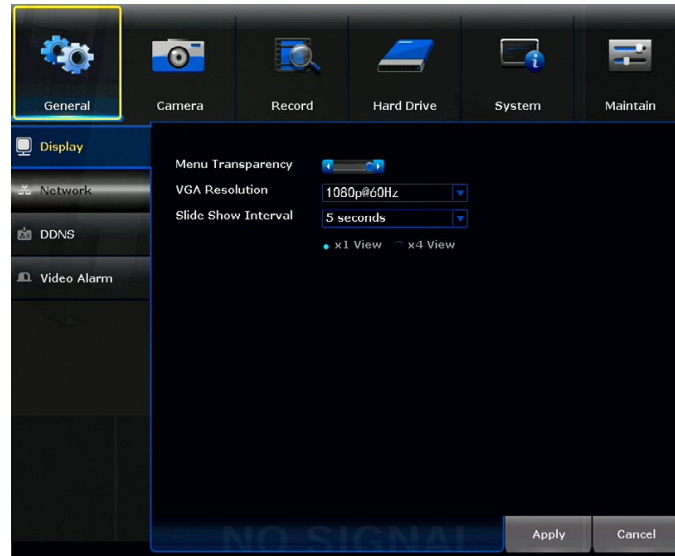 General Camera Record Hard Drive System Maintain
Display
Network
DDNS
Video Alarm
Menu Transparency
VGA Resolution 1080p@60Hz
Slide Show Interval 5 seconds
x1 View x4 View
NO SIGNAL
Apply Cancel